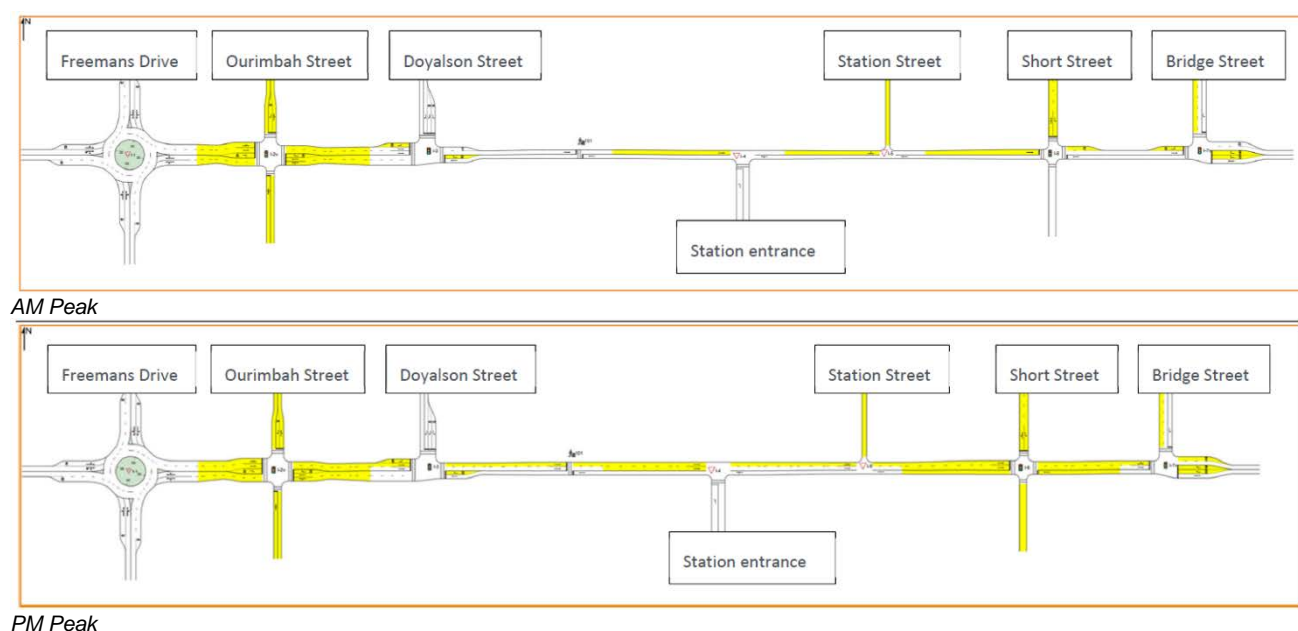 N
Freemans Drive
Ourimbah Street
Doyalson Street
Station Street
Short Street
Bridge Street
Station entrance
AM Peak
N
Freemans Drive
Ourimbah Street
Doyalson Street
Station Street
Short Street
Bridge Street
Station entrance
PM Peak